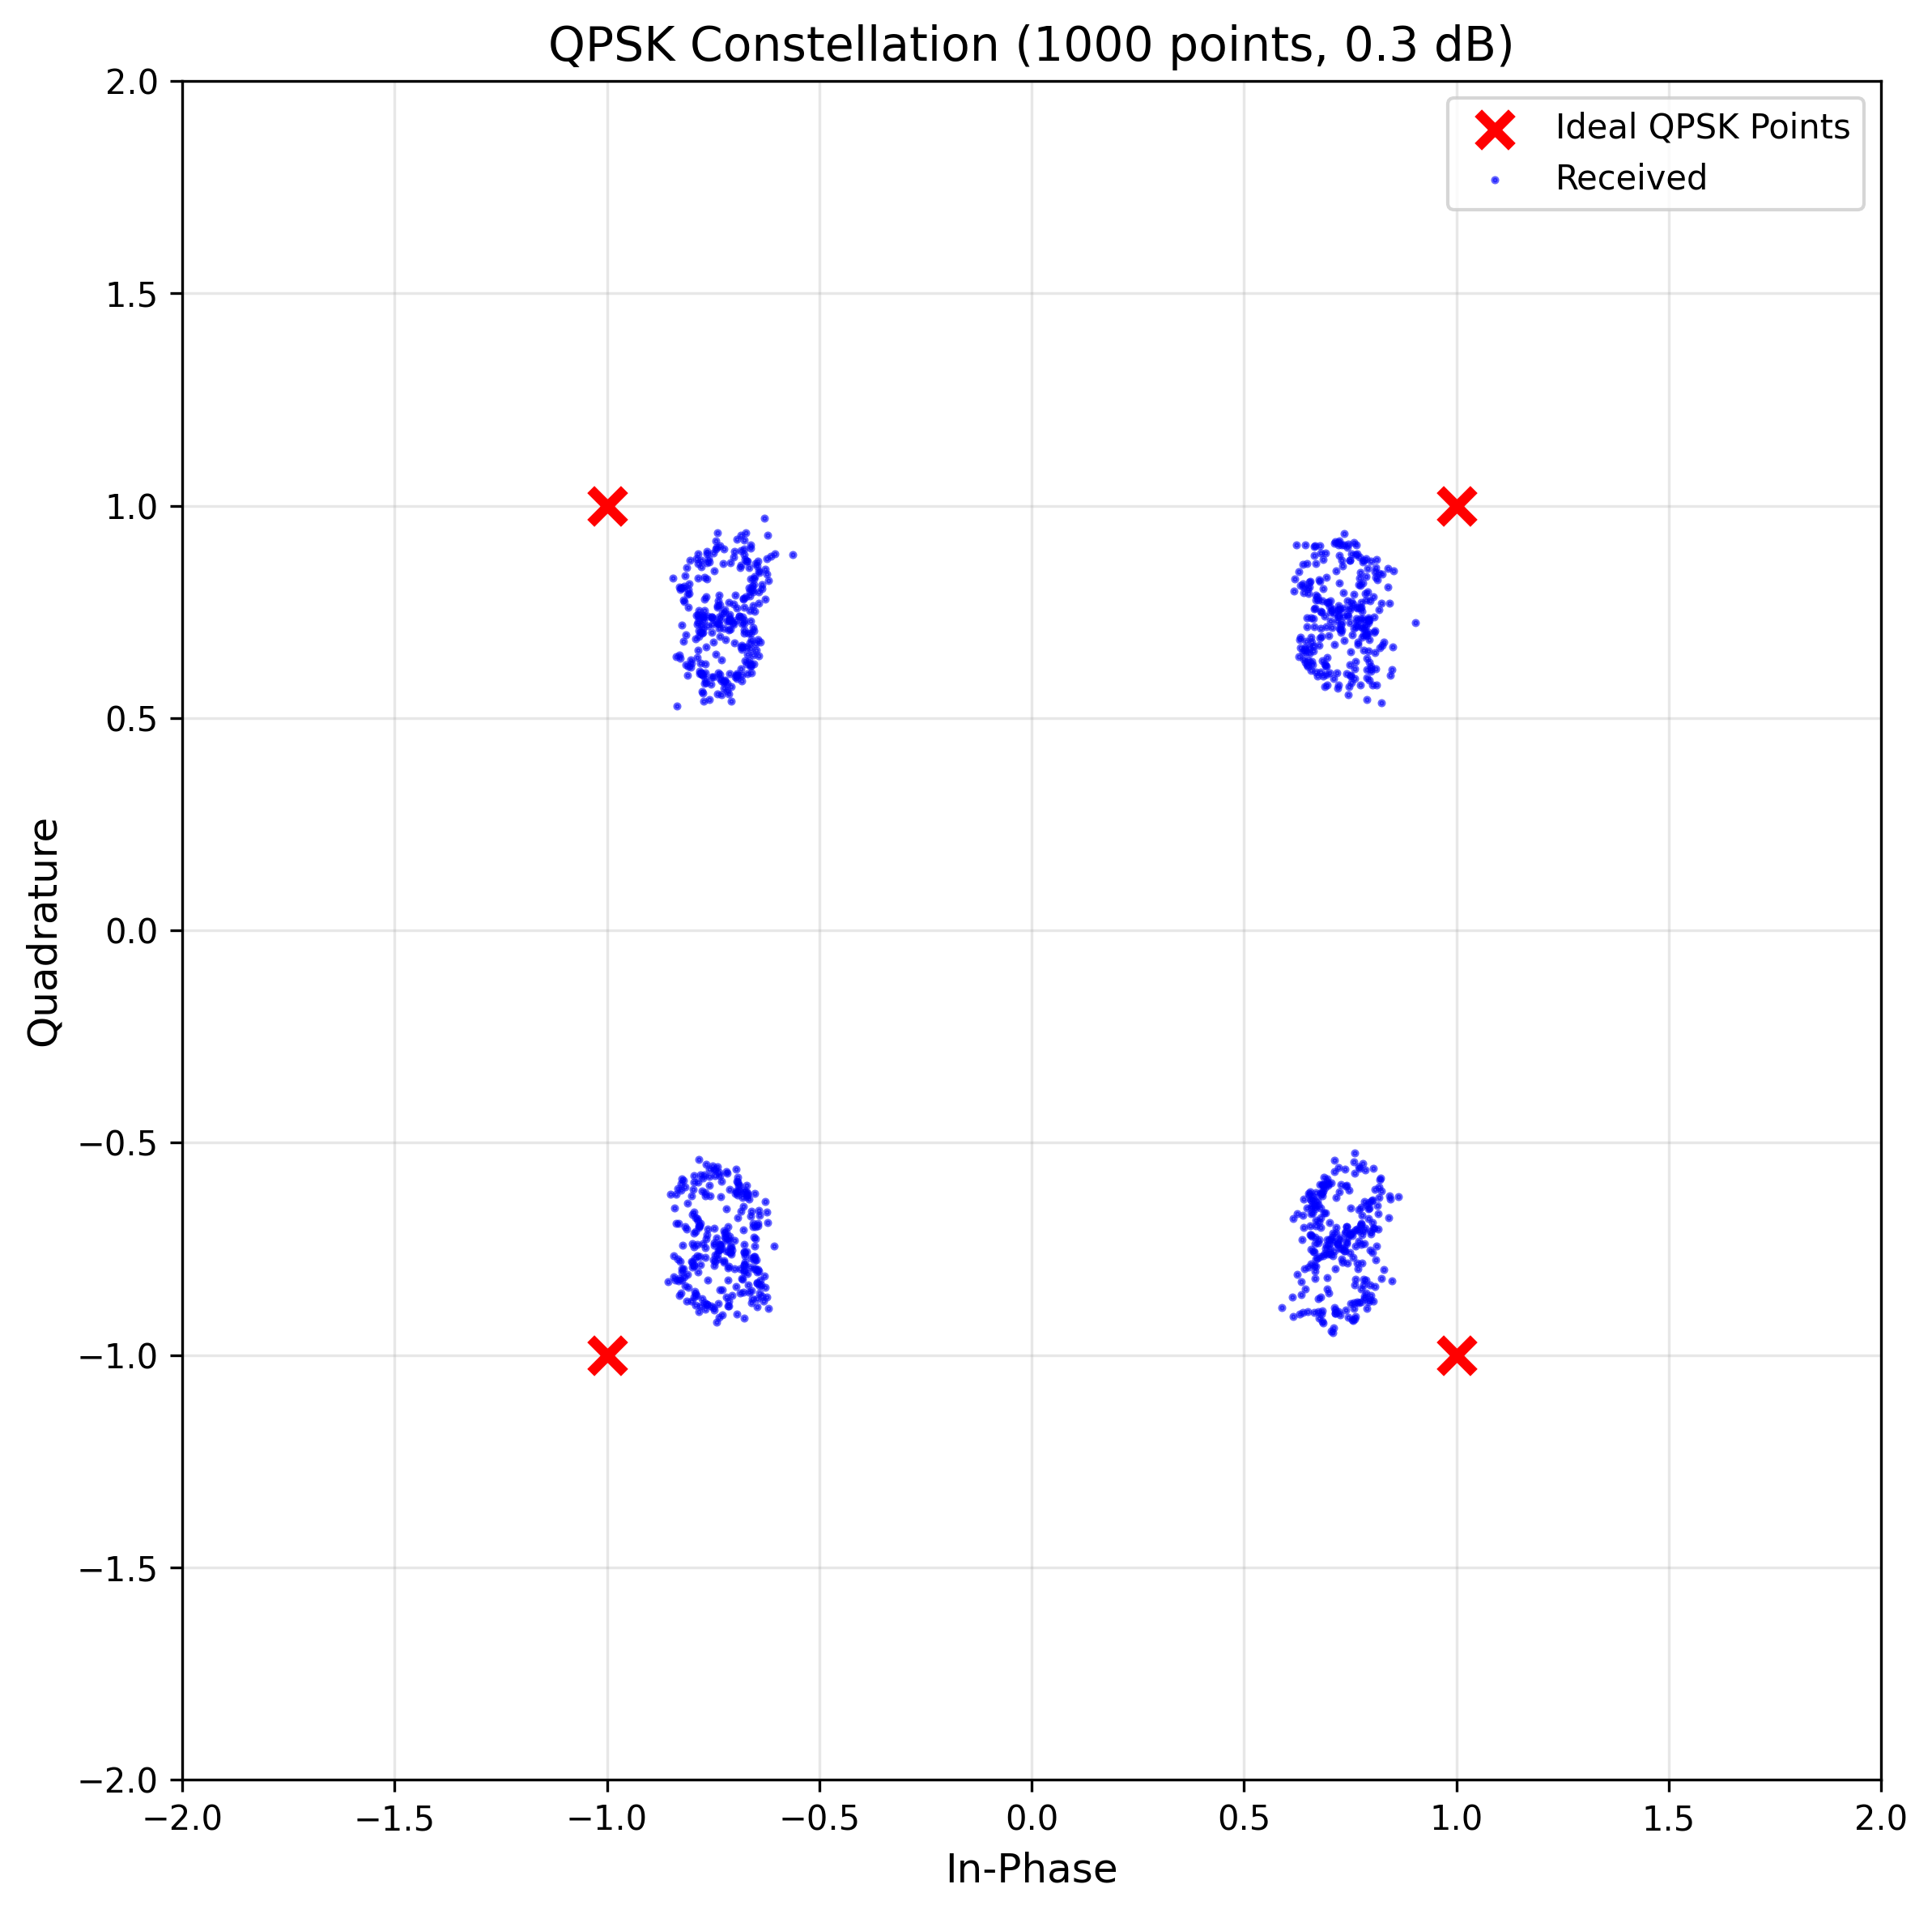 QPSK Constellation (1000 points, 0.3 dB)
Ideal QPSK Points
Received
2.0
1.5
1.0
0.5
0.0
−0.5
−1.0
−1.5
−2.0
Quadrature
−2.0 −1.5 −1.0 −0.5 0.0 0.5 1.0 1.5 2.0
In-Phase